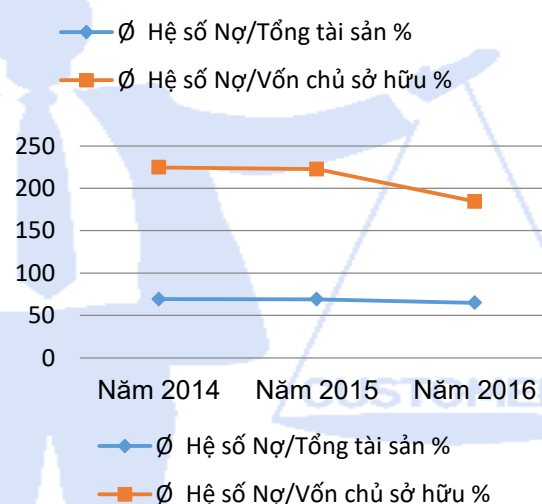 Ø Hệ số Nợ/Tổng tài sản %
Ø Hệ số Nợ/Vốn chủ sở hữu %
250
200
150
100
50
0
Năm 2014 Năm 2015 Năm 2016
Ø Hệ số Nợ/Tổng tài sản %
Ø Hệ số Nợ/Vốn chủ sở hữu %